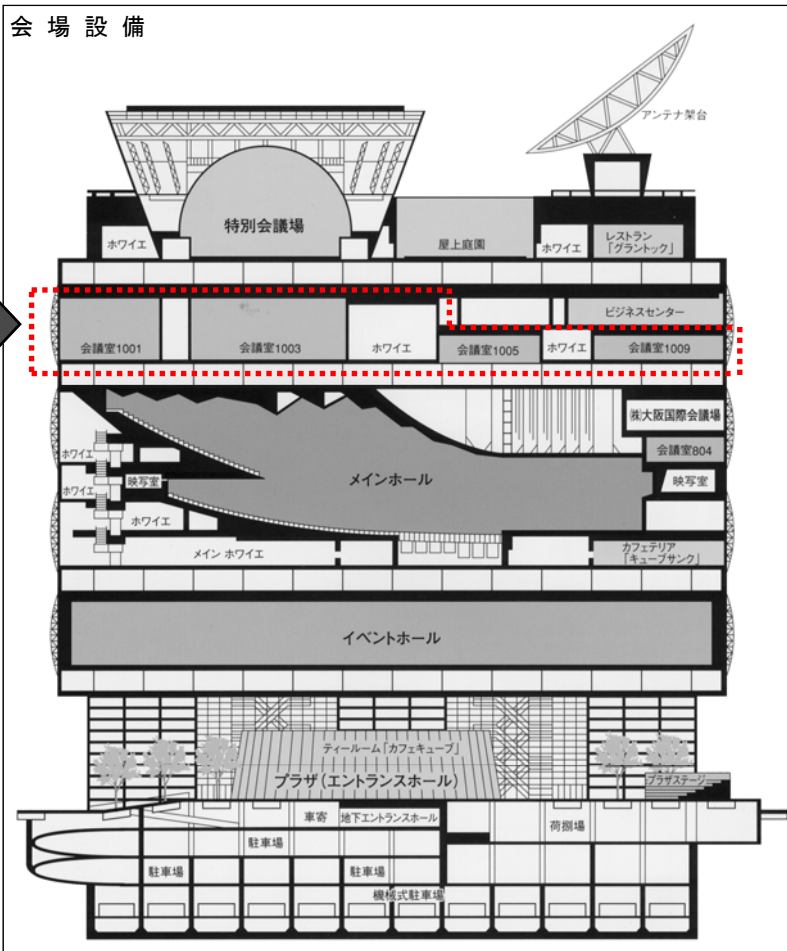 会場設備
アンテナ架台
特別会議場
ホワイエ
屋上庭園
ホワイエ
レストラン
「グラントック」
ビジネスセンター
会議室1001
会議室1003
ホワイエ
会議室1005
ホワイエ
会議室1009
㈱大阪国際会議場
会議室804
ホワイエ
メインホール
映写室
映写室
ホワイエ
ホワイエ
メイン ホワイエ
カフェテリア
「キューブサンク」
イベントホール
ティールーム「カフェキューブ」
プラザ(エントランスホール)
プラザステージ
車寄
地下エントランスホール
荷捌場
駐車場
駐車場
駐車場
機械式駐車場